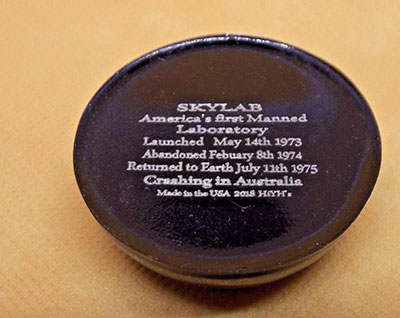 SKYLAB
America's first Manned
Laboratory
Launched May 14th 1973
Abandoned Febuary 8th 1974
Returned to Earth July 11th 1975
Crashing in Australia
Made in the USA 2018 HiYH's